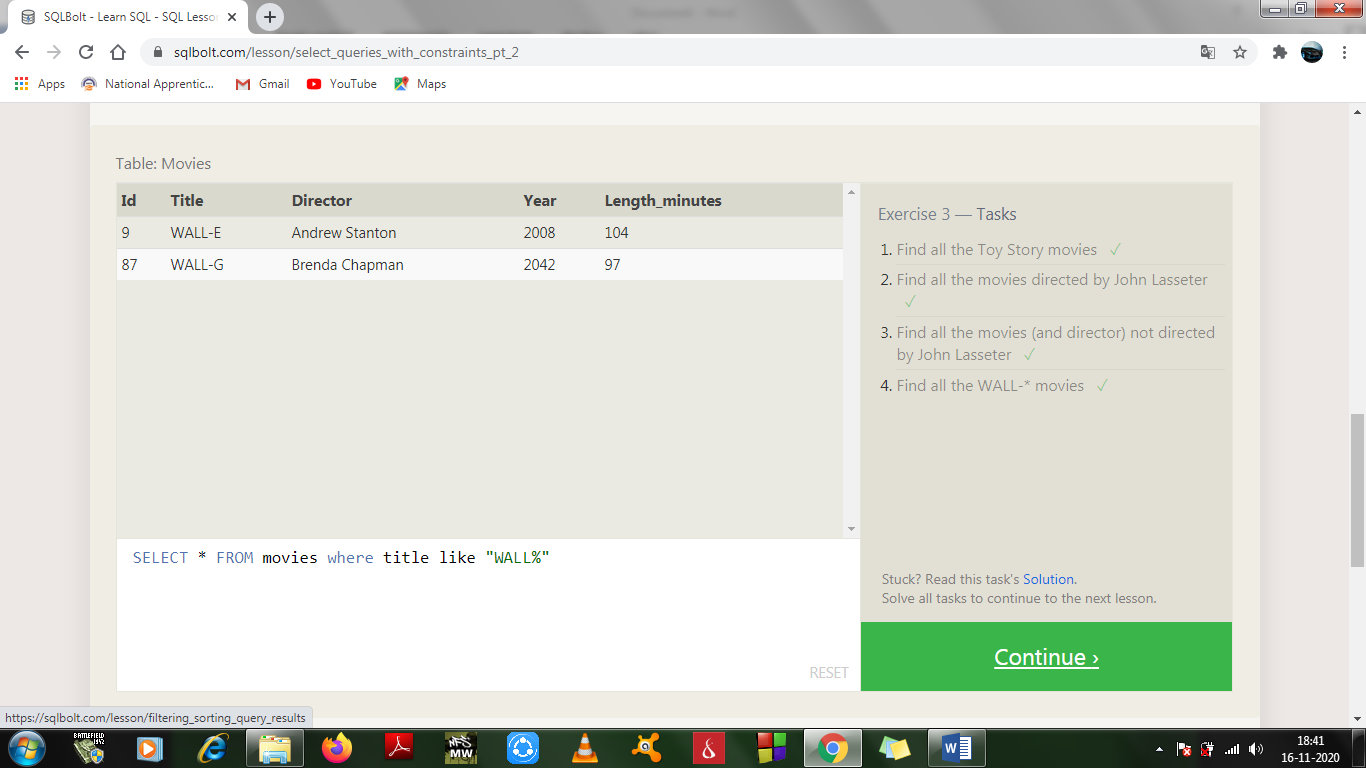 SQLBolt - Learn SQL - SQL Lesson
sqlbolt.com/lesson/select_queries_with_constraints_pt_2
Apps National Apprentic... Gmail YouTube Maps
Table: Movies
Id Title Director Year Length_minutes
9 WALL-E Andrew Stanton 2008 104
87 WALL-G Brenda Chapman 2042 97
Exercise 3 — Tasks
1. Find all the Toy Story movies ✓
2. Find all the movies directed by John Lasseter
✓
3. Find all the movies (and director) not directed
by John Lasseter ✓
4. Find all the WALL-* movies ✓
SELECT * FROM movies where title like "WALL%"
RESET
Stuck? Read this task's Solution.
Solve all tasks to continue to the next lesson.
Continue ›
https://sqlbolt.com/lesson/filtering_sorting_query_results
BATTLEFIELD
1942
NFS
MW
18:41
16-11-2020